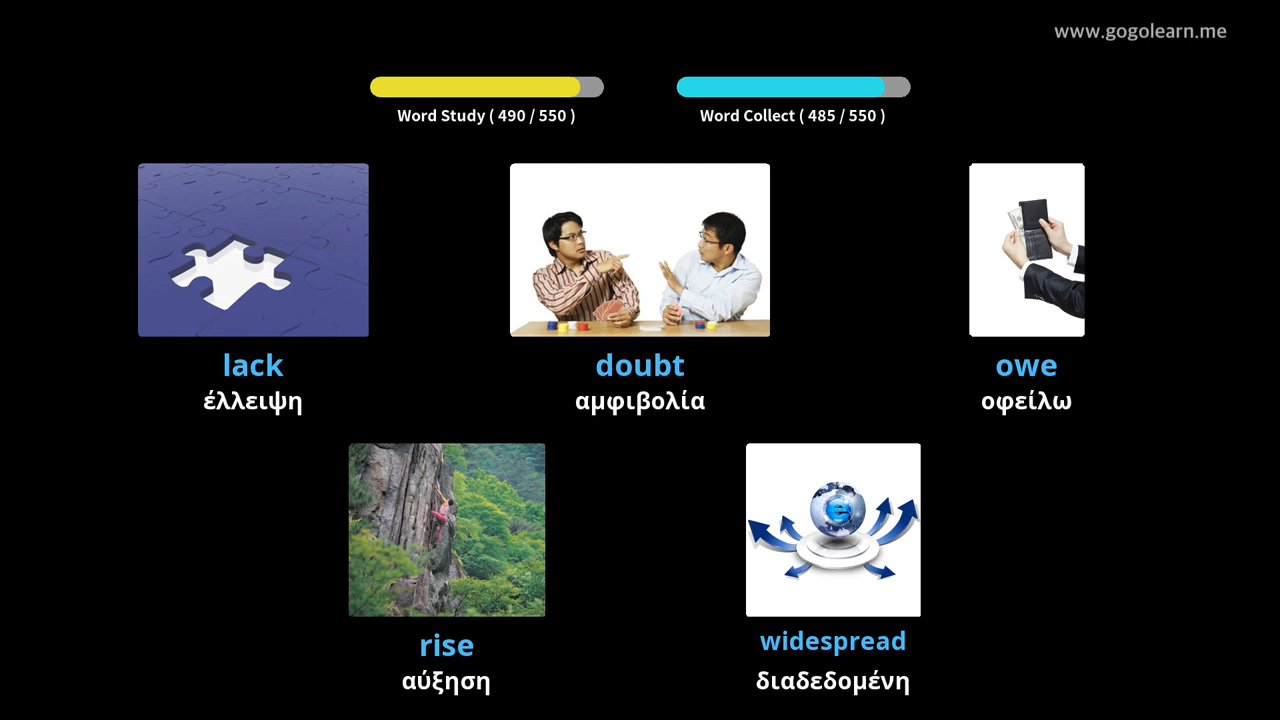 www.gogolearn.me
Word Study ( 490 / 550 )
Word Collect ( 485 / 550 )
lack
έλλειψη
doubt
αμφιβολία
owe
οφείλω
rise
αύξηση
widespread
διαδεδομένη